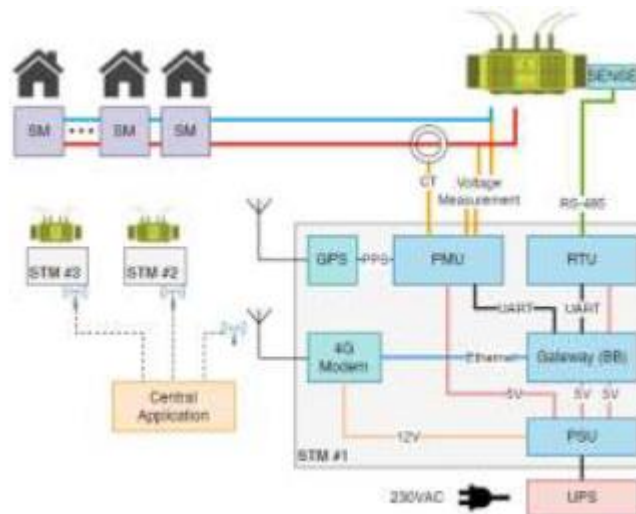 SENSE
SM
SM
SM
CT
Voltage
Measurement
RS-485
STM #3
STM #2
GPS
PPS
PMU
RTU
UART
UART
4G
Modem
Ethernet
Gateway (BB)
Central
Application
5V
5V
5V
12V
PSU
STM #1
230VAC
UPS